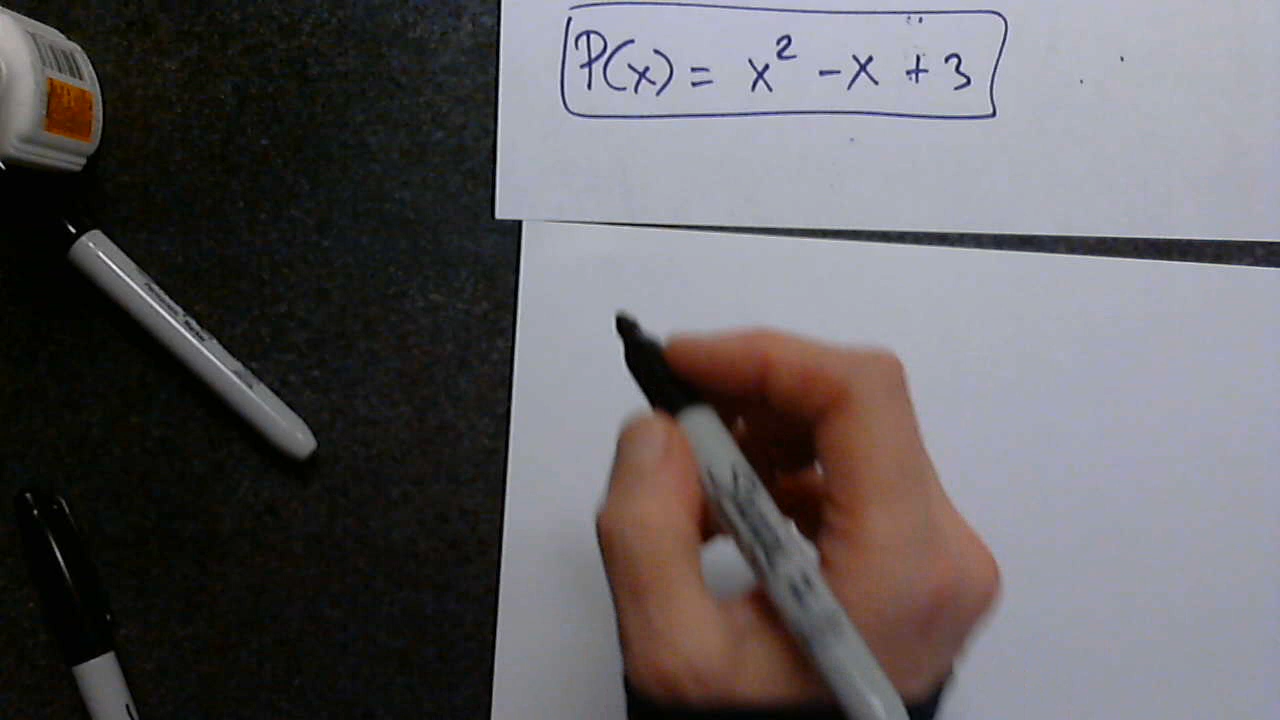 P(x) = x² - x + 3